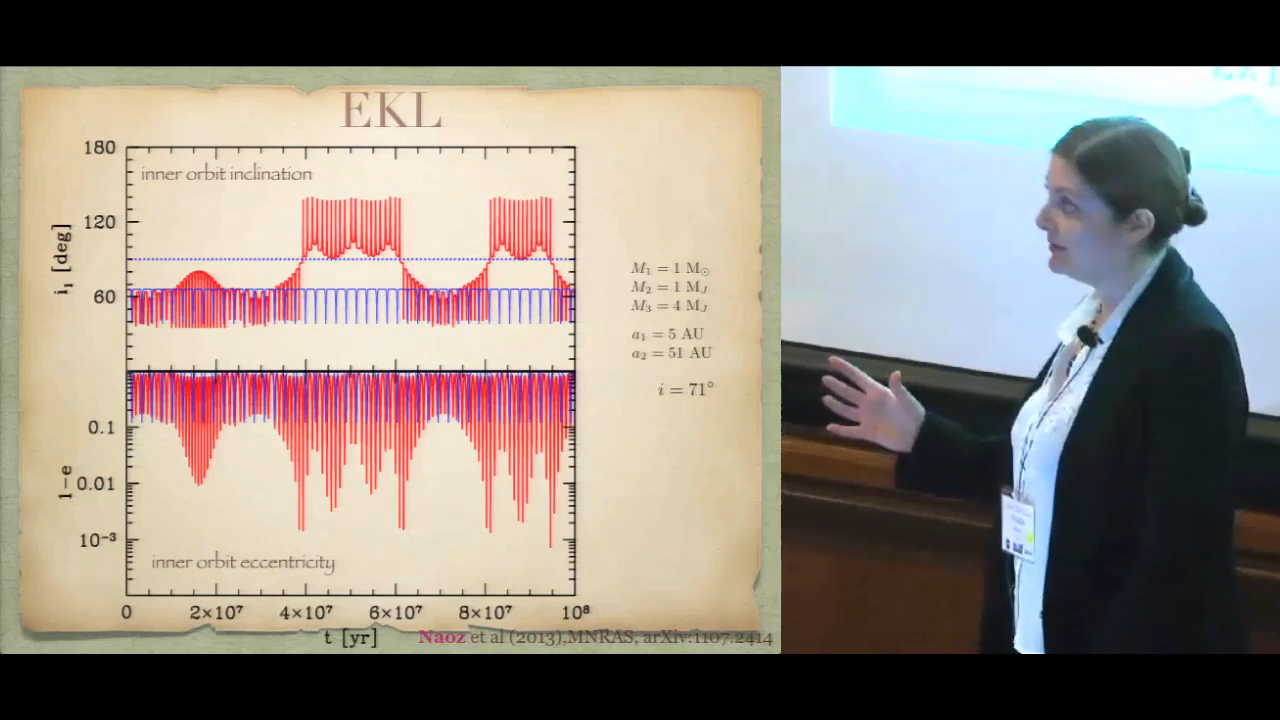 EKL
180
inner orbit inclination
120
i₁ [deg]
60
M₁ = 1 M☉
M₂ = 1 M_J
M₃ = 4 M_J
a₁ = 5 AU
a₂ = 51 AU
i = 71°
0.1
1-e
0.01
10⁻³
inner orbit eccentricity
0 2×10⁷ 4×10⁷ 6×10⁷ 8×10⁷ 10⁸
t [yr]
Naoz et al (2013),MNRAS, arXiv:1107.2414